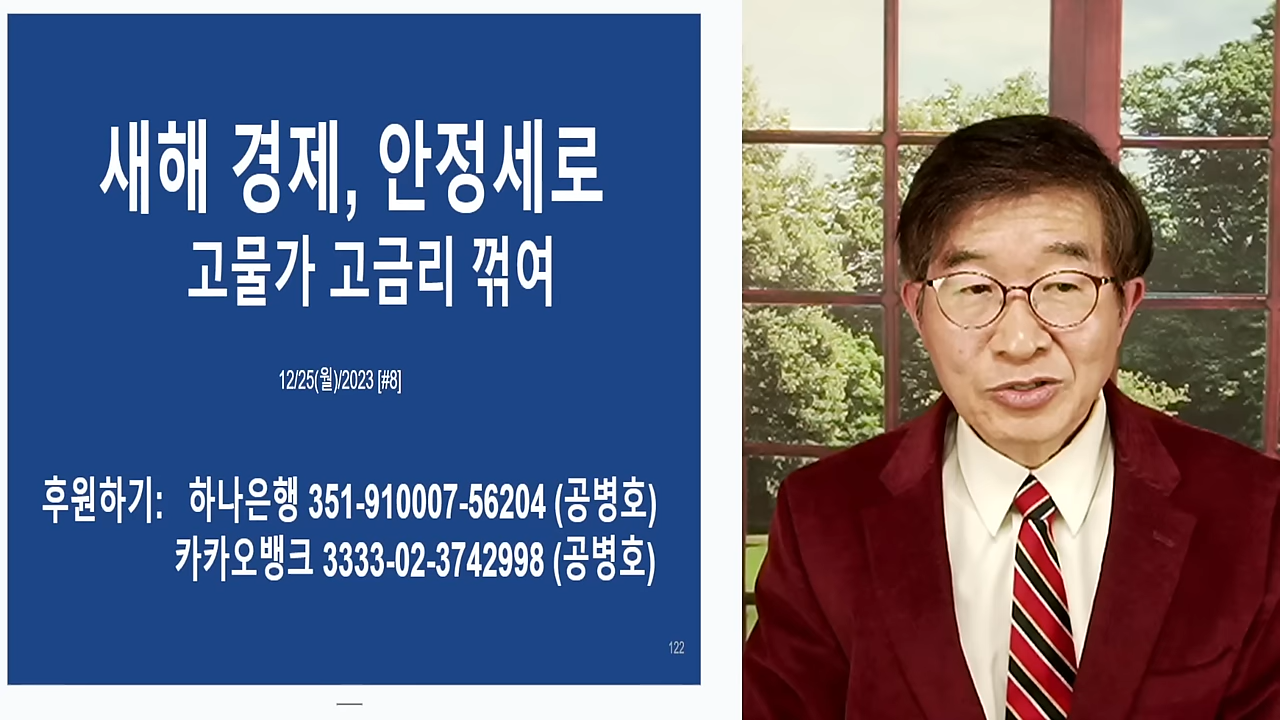 새해 경제, 안정세로
고물가 고금리 꺾여
12/25(월)/2023 [#8]
후원하기: 하나은행 351-910007-56204 (공병호)
카카오뱅크 3333-02-3742998 (공병호)
122